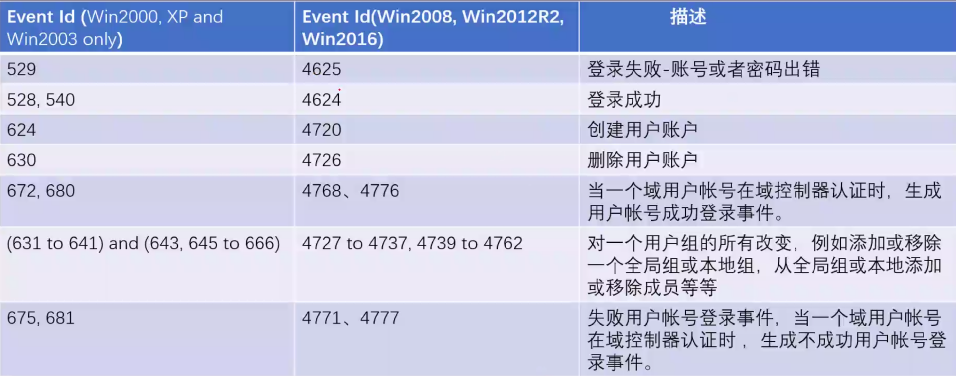 Event Id (Win2000, XP and
Win2003 only)
Event Id(Win2008, Win2012R2,
Win2016)
描述
529
4625
登录失败-账号或者密码出错
528, 540
4624
登录成功
624
4720
创建用户账户
630
4726
删除用户账户
672, 680
4768、4776
当一个域用户帐号在域控制器认证时，生成
用户帐号成功登录事件。
(631 to 641) and (643, 645 to 666)
4727 to 4737, 4739 to 4762
对一个用户组的所有改变，例如添加或移除
一个全局组或本地组，从全局组或本地添加
或移除成员等等
675, 681
4771、4777
失败用户帐号登录事件，当一个域用户帐号
在域控制器认证时 ，生成不成功用户帐号登
录事件。